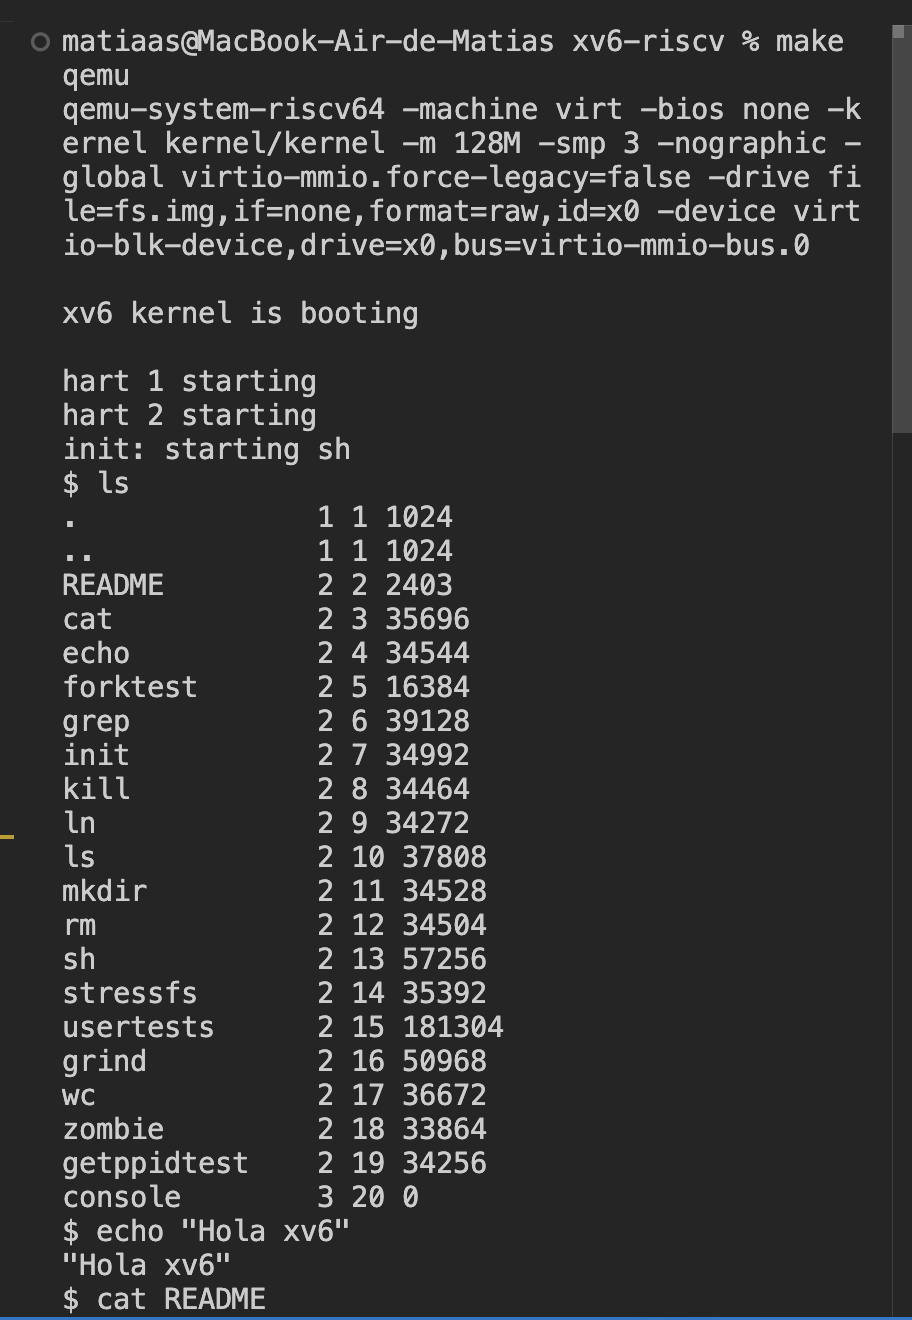 matiaas@MacBook-Air-de-Matias xv6-riscv % make
qemu
qemu-system-riscv64 -machine virt -bios none -k
ernel kernel/kernel -m 128M -smp 3 -nographic -
global virtio-mmio.force-legacy=false -drive fi
le=fs.img,if=none,format=raw,id=x0 -device virt
io-blk-device,drive=x0,bus=virtio-mmio-bus.0
xv6 kernel is booting
hart 1 starting
hart 2 starting
init: starting sh
$ ls
.              1 1 1024
..             1 1 1024
README         2 2 2403
cat            2 3 35696
echo           2 4 34544
forktest       2 5 16384
grep           2 6 39128
init           2 7 34992
kill           2 8 34464
ln             2 9 34272
ls             2 10 37808
mkdir          2 11 34528
rm             2 12 34504
sh             2 13 57256
stressfs       2 14 35392
usertests      2 15 181304
grind          2 16 50968
wc             2 17 36672
zombie         2 18 33864
getppidtest    2 19 34256
console        3 20 0
$ echo "Hola xv6"
"Hola xv6"
$ cat README